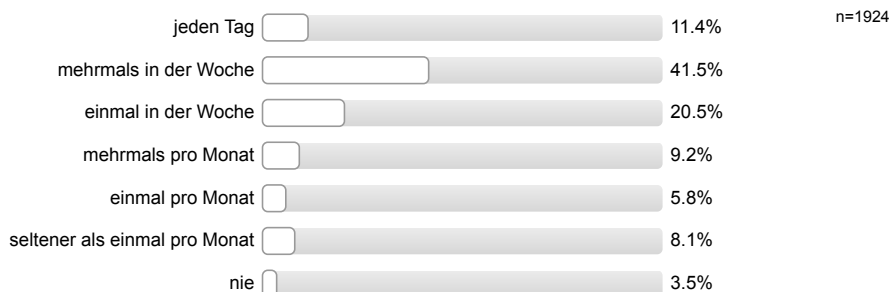 jeden Tag 11.4% n=1924
mehrmals in der Woche 41.5%
einmal in der Woche 20.5%
mehrmals pro Monat 9.2%
einmal pro Monat 5.8%
seltener als einmal pro Monat 8.1%
nie 3.5%